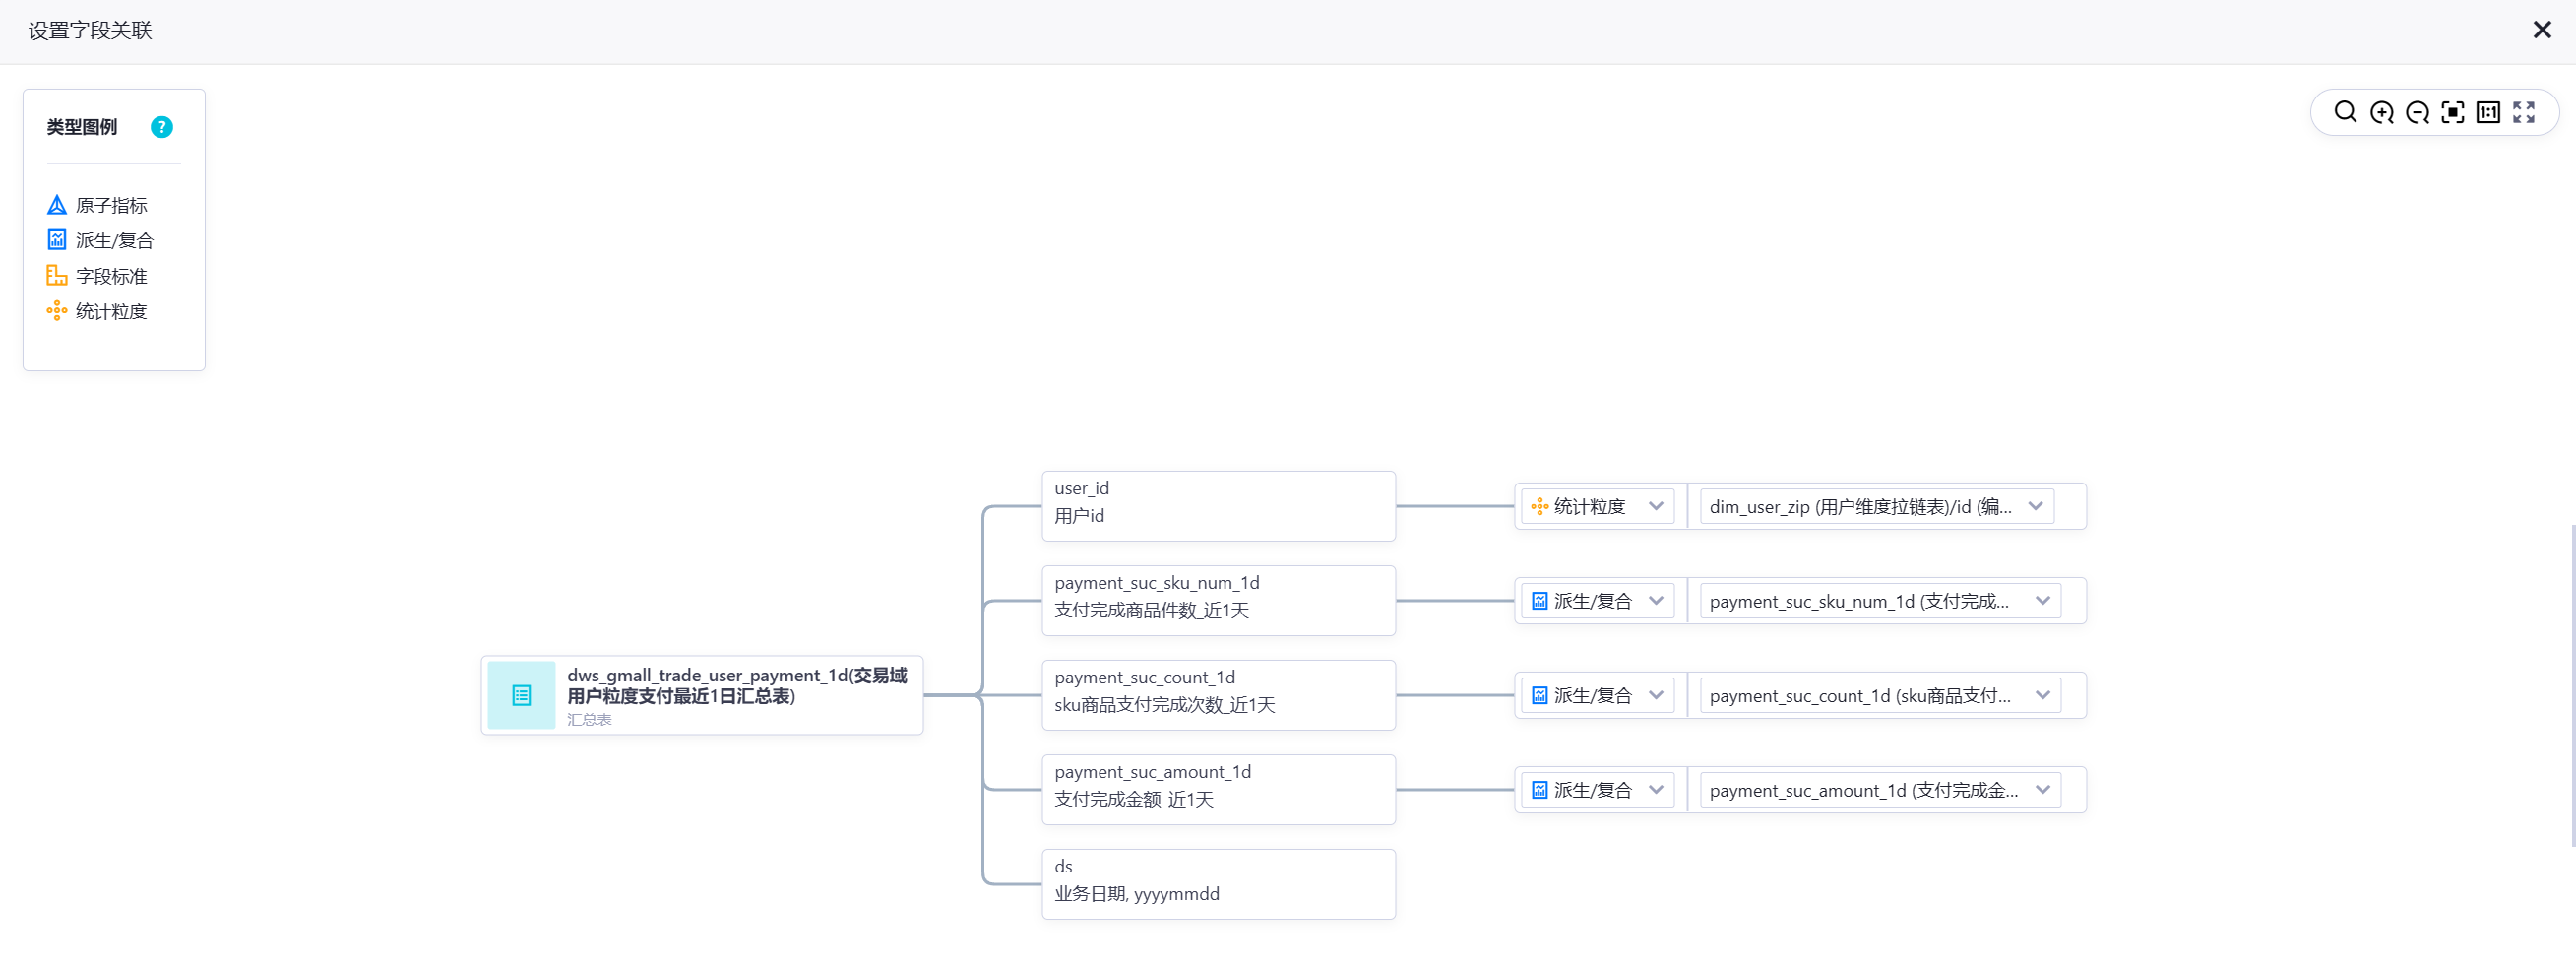 设置字段关联
类型图例
?
原子指标
派生/复合
字段标准
统计粒度
1:1
dws_gmall_trade_user_payment_1d(交易域
用户粒度支付最近1日汇总表)
汇总表
user_id
用户id
统计粒度
dim_user_zip (用户维度拉链表)/id (编...
payment_suc_sku_num_1d
支付完成商品件数_近1天
派生/复合
payment_suc_sku_num_1d (支付完成...
payment_suc_count_1d
sku商品支付完成次数_近1天
派生/复合
payment_suc_count_1d (sku商品支付...
payment_suc_amount_1d
支付完成金额_近1天
派生/复合
payment_suc_amount_1d (支付完成金...
ds
业务日期, yyyymmdd